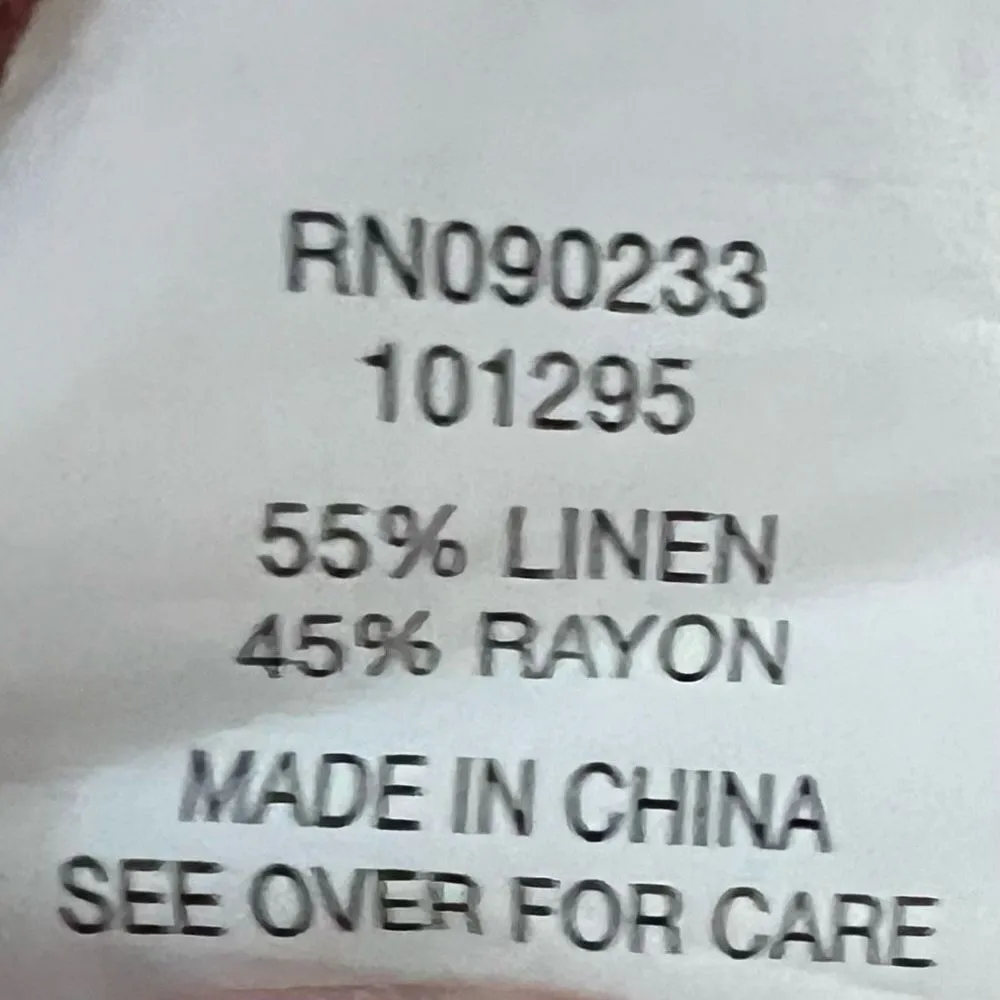 RN090233
101295
55% LINEN
45% RAYON
MADE IN CHINA
SEE OVER FOR CARE